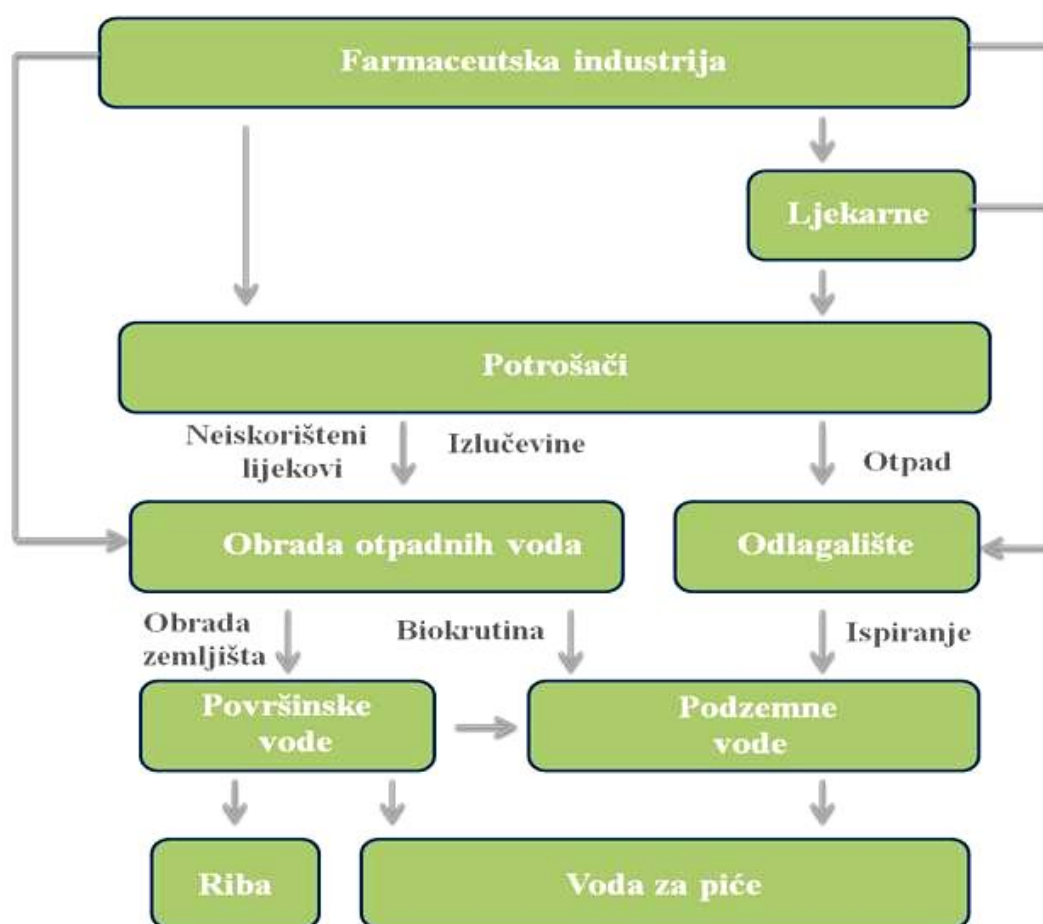 Farmaceutska industrija
Ljekarne
Potrošači
Neiskorišteni
lijekovi
Izlučevine
Otpad
Obrada otpadnih voda
Odlagalište
Obrada
zemljišta
Biokrutina
Ispiranje
Površinske
vode
Podzemne
vode
Riba
Voda za piće